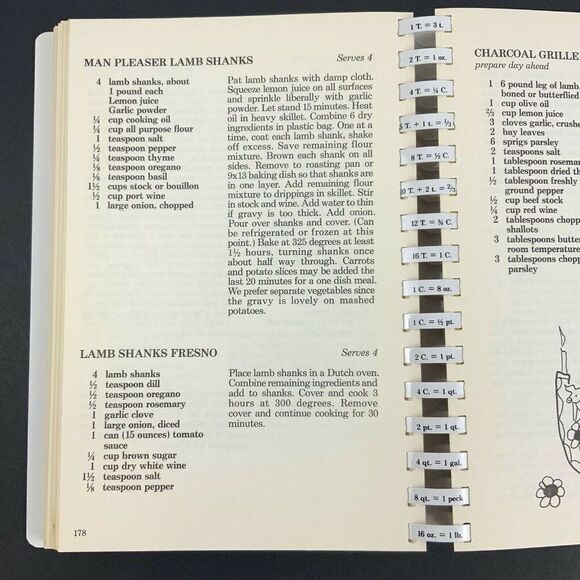 MAN PLEASER LAMB SHANKS Serves 4
4 lamb shanks, about
1 pound each
Lemon juice
Garlic powder
¼ cup cooking oil
¼ cup all purpose flour
1 teaspoon salt
½ teaspoon pepper
¼ teaspoon thyme
⅛ teaspoon oregano
⅛ teaspoon basil
1½ cups stock or bouillon
½ cup port wine
1 large onion, chopped
Pat lamb shanks with damp cloth.
Squeeze lemon juice on all surfaces
and sprinkle liberally with garlic
powder. Let stand 15 minutes. Heat
oil in heavy skillet. Combine 6 dry
ingredients in plastic bag. One at a
time, coat each lamb shank, shake
off excess. Save remaining flour
mixture. Brown each shank on all
sides. Remove to roasting pan or
9x13 baking dish so that shanks are
in one layer. Add remaining flour
mixture to drippings in skillet. Stir
in stock and wine. Add water to thin
if gravy is too thick. Add onion.
Pour over shanks and cover. (Can
be refrigerated or frozen at this
point.) Bake at 325 degrees at least
1½ hours, turning shanks once
about half way through. Carrots
and potato slices may be added the
last 20 minutes for a one dish meal.
We prefer separate vegetables since
the gravy is lovely on mashed
potatoes.
LAMB SHANKS FRESNO Serves 4
4 lamb shanks
½ teaspoon dill
½ teaspoon oregano
½ teaspoon rosemary
1 garlic clove
1 large onion, diced
1 can (15 ounces) tomato
sauce
¼ cup brown sugar
1 cup dry white wine
1½ teaspoon salt
⅛ teaspoon pepper
Place lamb shanks in a Dutch oven.
Combine remaining ingredients and
add to shanks. Cover and cook 3
hours at 300 degrees. Remove
cover and continue cooking for 30
minutes.
178
1 T. = 3 t.
2 T. = 1 oz.
4 T. = ¼ C.
5 T. + 1 t. = ⅓
8 T. = ½ C.
10 T. + 2 t. = ⅔
12 T. = ¾ C.
16 T. = 1 C.
1 C. = 8 oz.
1 C. = ½ pt.
2 C. = 1 pt.
4 C. = 1 qt.
2 pt. = 1 qt.
4 qt. = 1 gal.
8 qt. = 1 peck
16 oz. = 1 lb.
CHARCOAL GRILLE
prepare day ahead
1 6 pound leg of lamb,
boned or butterflied
1 cup olive oil
⅔ cup lemon juice
3 cloves garlic, crushe
2 bay leaves
6 sprigs parsley
2 teaspoons salt
1 tablespoon rosemar
1 tablespoon dried th
½ tablespoon freshly
ground pepper
½ cup beef stock
¼ cup red wine
2 tablespoons chopp
shallots
3 tablespoons butte
room temperature
3 tablespoons chopp
parsley